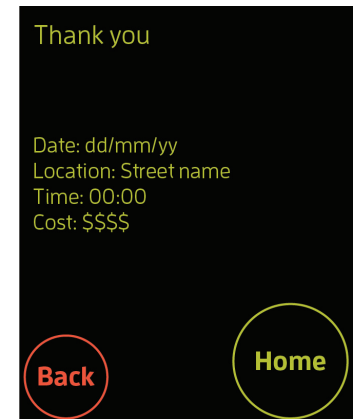 Thank you
Date: dd/mm/yy
Location: Street name
Time: 00:00
Cost: $$$$
Back
Home